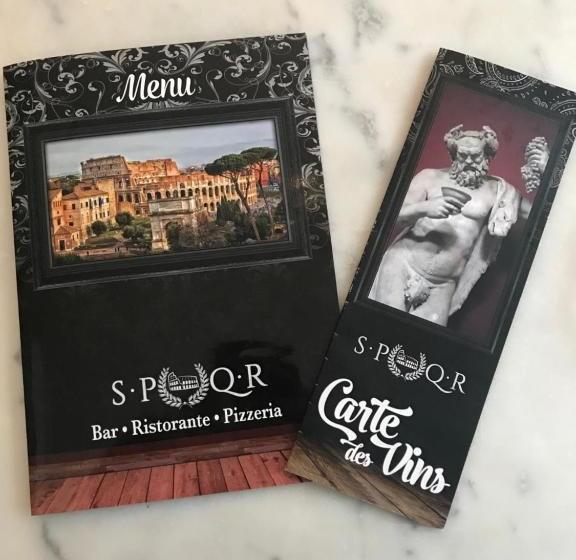 Menu
S·P Q·R
Bar • Ristorante • Pizzeria
S·P Q·R
Carte
des Vins